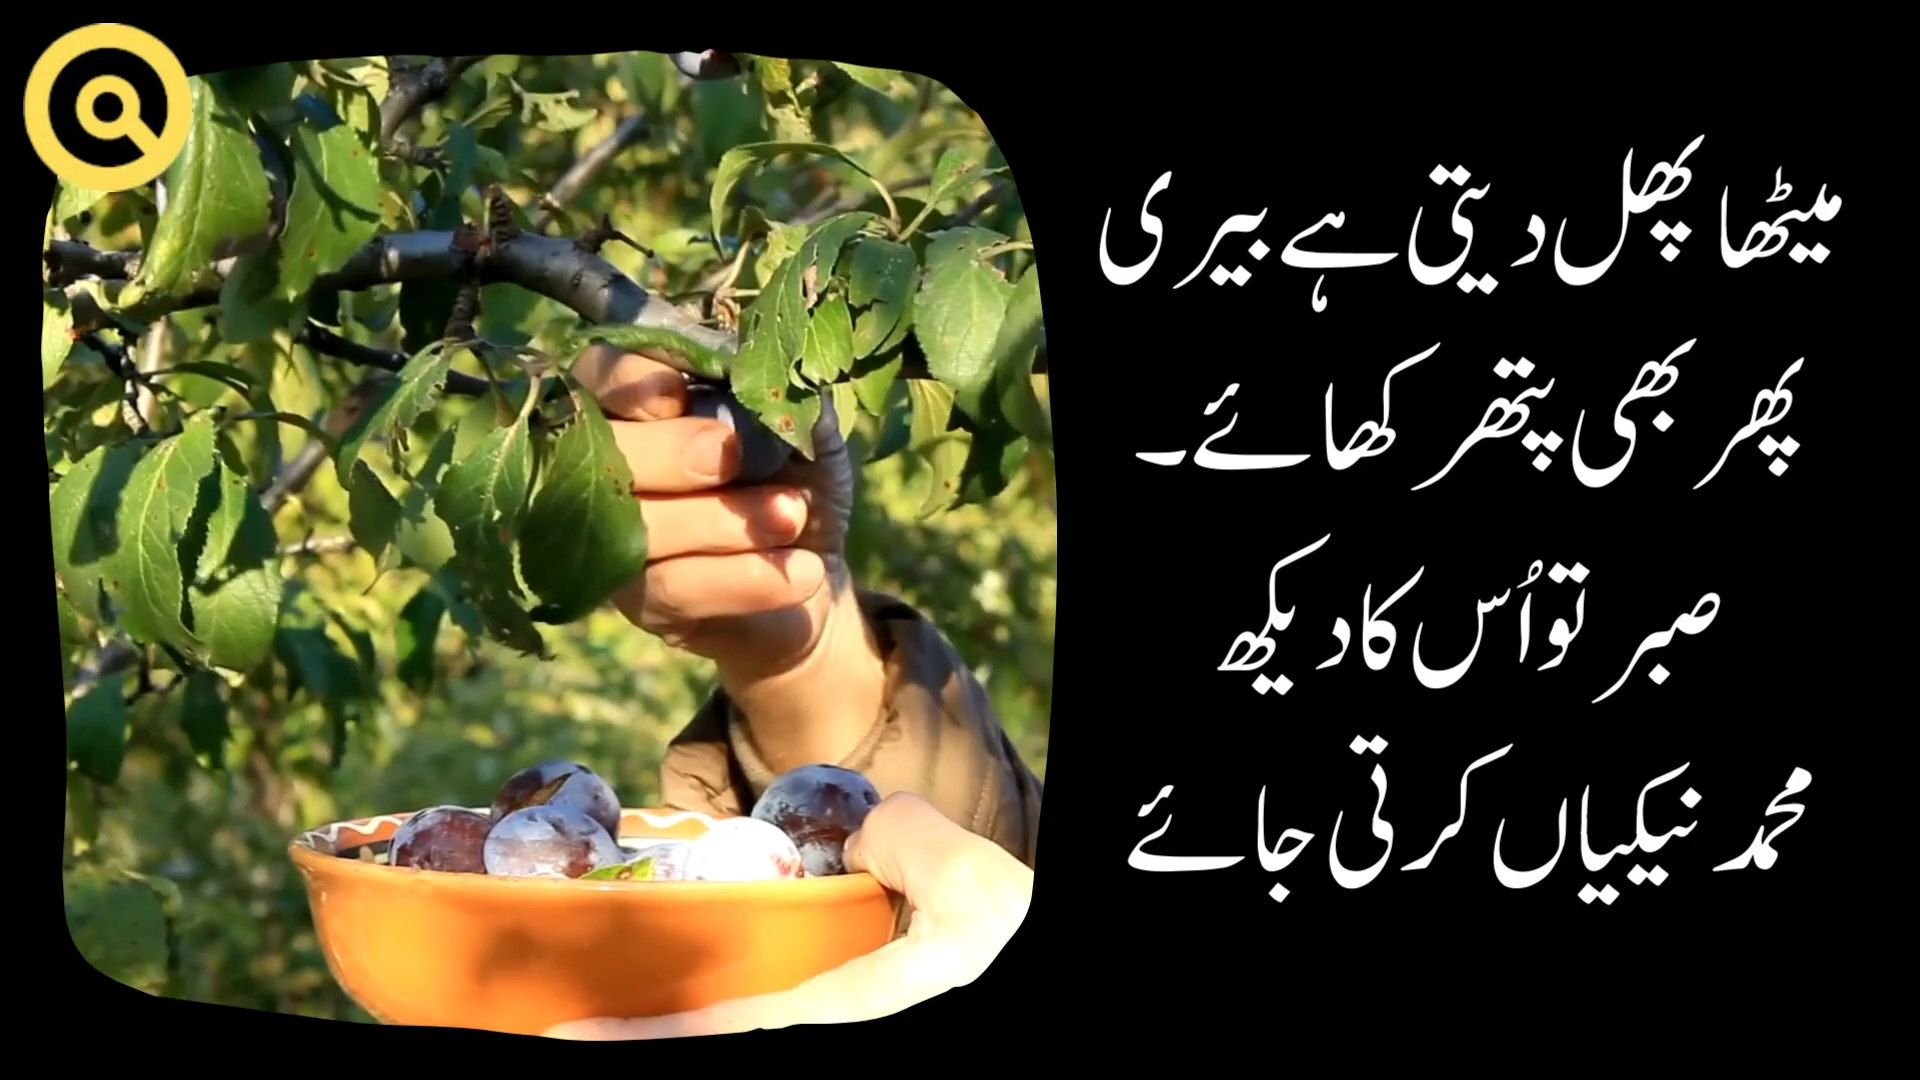 میٹھا پھل دیتی ہے بیری
پھر بھی پتھر کھائے۔
صبر تو اُس کا دیکھ
محمد نیکیاں کرتی جائے